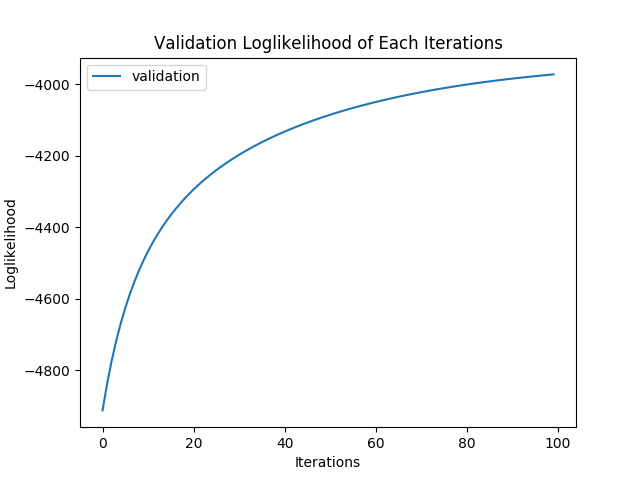 Validation Loglikelihood of Each Iterations
validation
−4000
−4200
−4400
−4600
−4800
Loglikelihood
0 20 40 60 80 100
Iterations